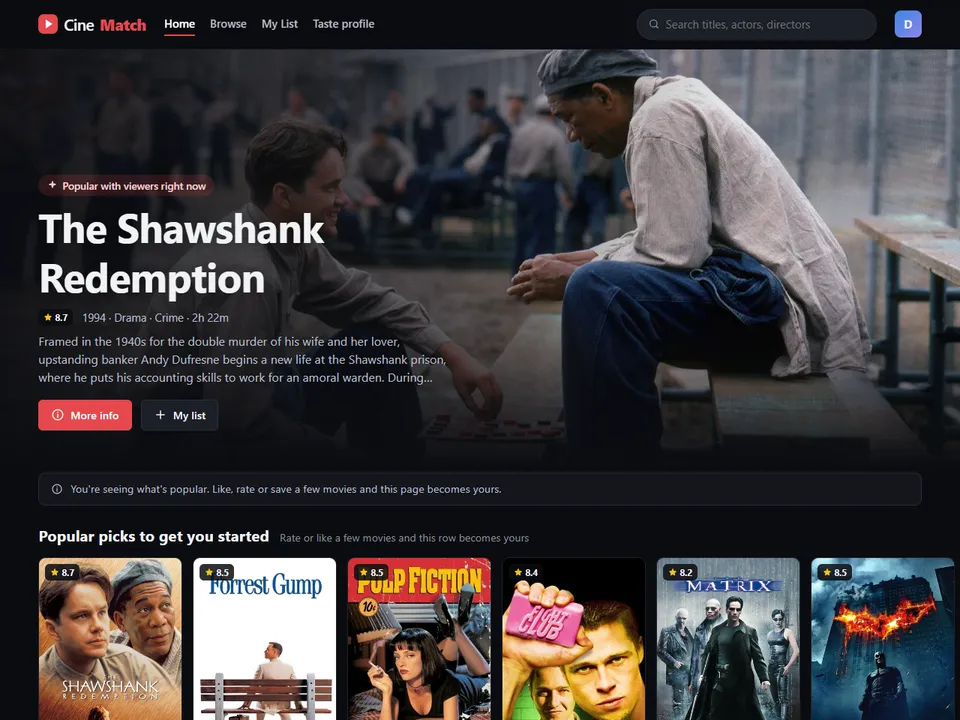 Cine Match Home Browse My List Taste profile Search titles, actors, directors D
Popular with viewers right now
The Shawshank
Redemption
8.7 1994 · Drama · Crime · 2h 22m
Framed in the 1940s for the double murder of his wife and her lover,
upstanding banker Andy Dufresne begins a new life at the Shawshank prison,
where he puts his accounting skills to work for an amoral warden. During...
More info My list
You're seeing what's popular. Like, rate or save a few movies and this page becomes yours.
Popular picks to get you started Rate or like a few movies and this row becomes yours
8.7 8.5 8.5 8.4 8.2 8.5
Forrest Gump
PULP FICTION
10¢
FIGHT
CLUB
MATRIX
SHAWSHANK
REDEMPTION